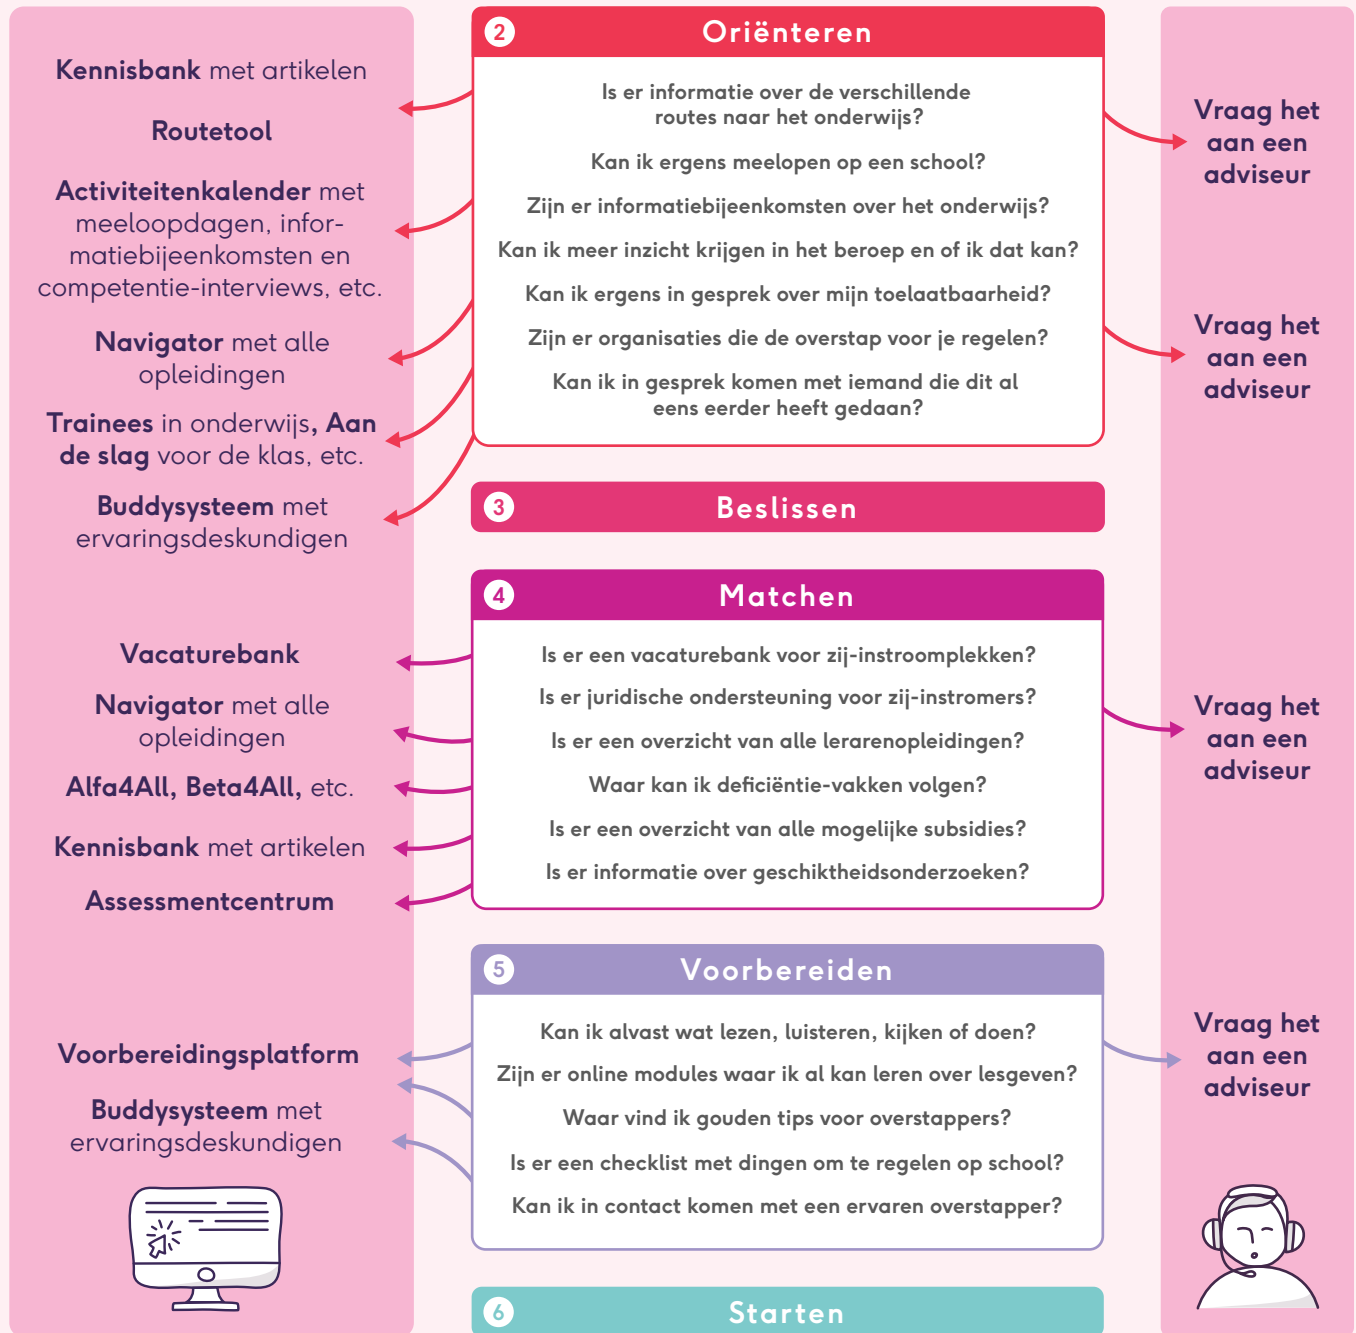 Kennisbank met artikelen
Routetool
Activiteitenkalender met
meeloopdagen, infor-
matiebijeenkomsten en
competentie-interviews, etc.
Navigator met alle
opleidingen
Trainees in onderwijs, Aan
de slag voor de klas, etc.
Buddysysteem met
ervaringsdeskundigen
Vacaturebank
Navigator met alle
opleidingen
Alfa4All, Beta4All, etc.
Kennisbank met artikelen
Assessmentcentrum
Voorbereidingsplatform
Buddysysteem met
ervaringsdeskundigen
2 Oriënteren
Is er informatie over de verschillende
routes naar het onderwijs?
Kan ik ergens meelopen op een school?
Zijn er informatiebijeenkomsten over het onderwijs?
Kan ik meer inzicht krijgen in het beroep en of ik dat kan?
Kan ik ergens in gesprek over mijn toelaatbaarheid?
Zijn er organisaties die de overstap voor je regelen?
Kan ik in gesprek komen met iemand die dit al
eens eerder heeft gedaan?
3 Beslissen
4 Matchen
Is er een vacaturebank voor zij-instroomplekken?
Is er juridische ondersteuning voor zij-instromers?
Is er een overzicht van alle lerarenopleidingen?
Waar kan ik deficiëntie-vakken volgen?
Is er een overzicht van alle mogelijke subsidies?
Is er informatie over geschiktheidsonderzoeken?
5 Voorbereiden
Kan ik alvast wat lezen, luisteren, kijken of doen?
Zijn er online modules waar ik al kan leren over lesgeven?
Waar vind ik gouden tips voor overstappers?
Is er een checklist met dingen om te regelen op school?
Kan ik in contact komen met een ervaren overstapper?
6 Starten
Vraag het
aan een
adviseur
Vraag het
aan een
adviseur
Vraag het
aan een
adviseur
Vraag het
aan een
adviseur